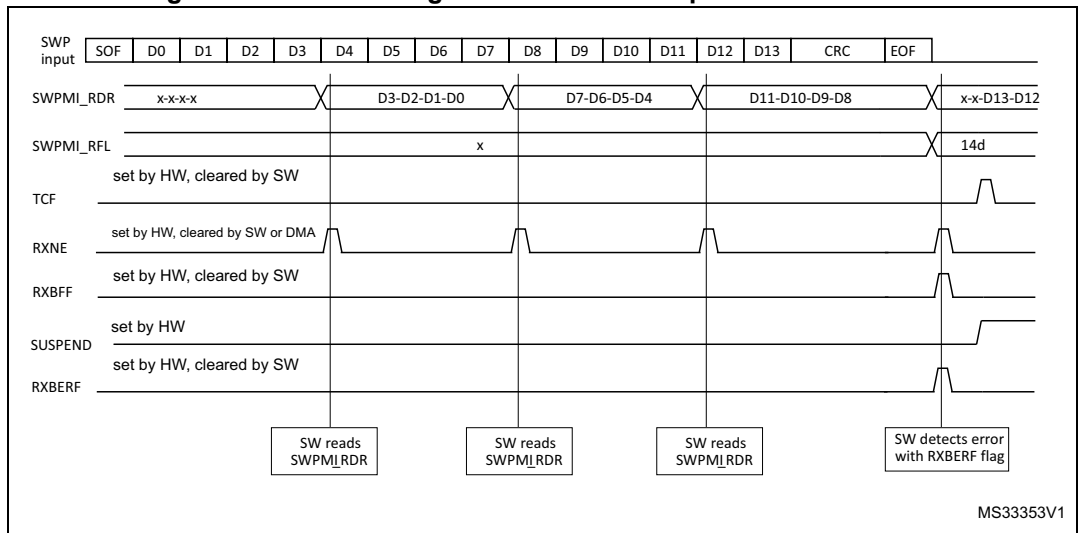 SWP
input SOF D0 D1 D2 D3 D4 D5 D6 D7 D8 D9 D10 D11 D12 D13 CRC EOF
SWPMI_RDR x-x-x-x D3-D2-D1-D0 D7-D6-D5-D4 D11-D10-D9-D8 x-x-D13-D12
SWPMI_RFL x 14d
set by HW, cleared by SW
TCF
set by HW, cleared by SW or DMA
RXNE
set by HW, cleared by SW
RXBFF
set by HW
SUSPEND
set by HW, cleared by SW
RXBERF
SW reads SW reads SW reads SW detects error
SWPMI_RDR SWPMI_RDR SWPMI_RDR with RXBERF flag
MS33353V1